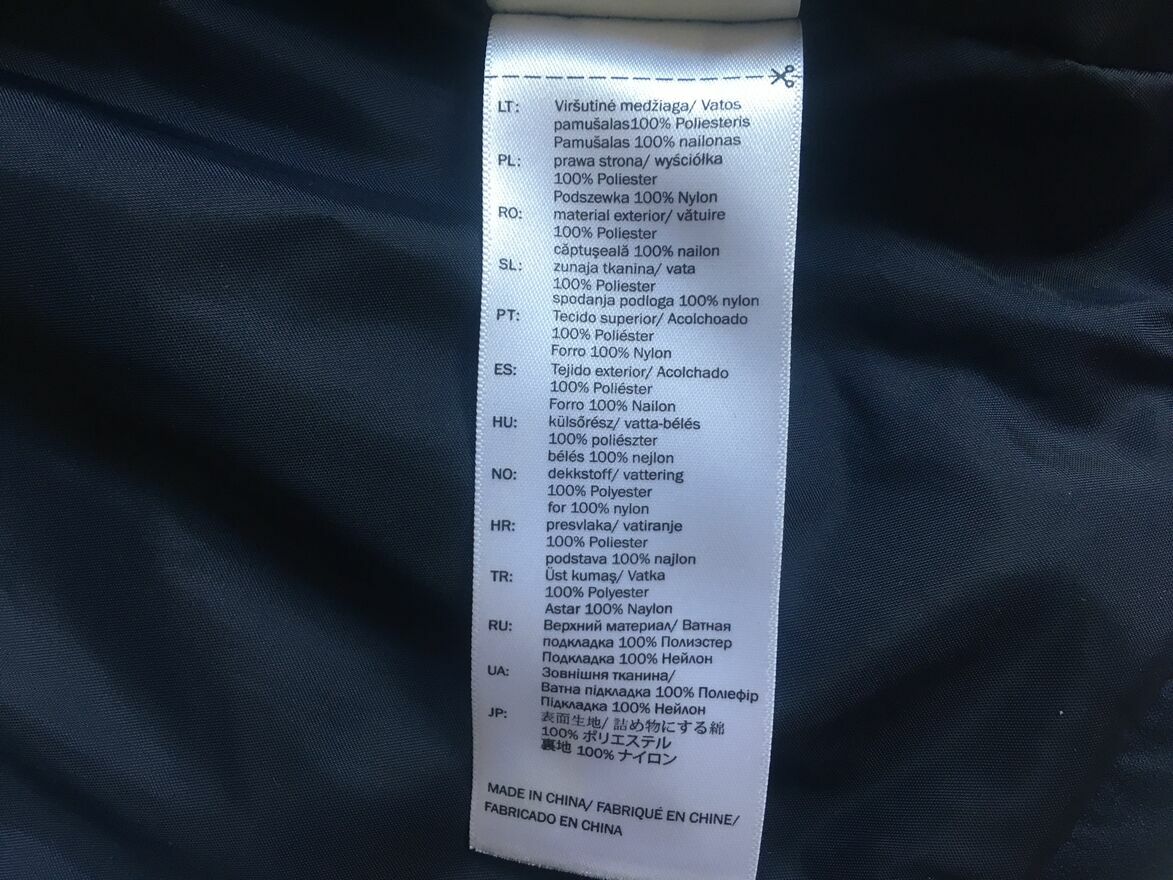 LT: Viršutinė medžiaga/ Vatos
pamušalas100% Poliesteris
Pamušalas 100% nailonas
PL: prawa strona/ wyściółka
100% Poliester
Podszewka 100% Nylon
RO: material exterior/ vătuire
100% Poliester
căptușeală 100% nailon
SL: zunaja tkanina/ vata
100% Poliester
spodanja podloga 100% nylon
PT: Tecido superior/ Acolchoado
100% Poliéster
Forro 100% Nylon
ES: Tejido exterior/ Acolchado
100% Poliéster
Forro 100% Nailon
HU: külsőrész/ vatta-bélés
100% poliészter
bélés 100% nejlon
NO: dekkstoff/ vattering
100% Polyester
for 100% nylon
HR: presvlaka/ vatiranje
100% Poliester
podstava 100% najlon
TR: Üst kumaş/ Vatka
100% Polyester
Astar 100% Naylon
RU: Верхний материал/ Ватная
подкладка 100% Полиэстер
Подкладка 100% Нейлон
UA: Зовнішня тканина/
Ватна підкладка 100% Поліефір
Підкладка 100% Нейлон
JP: 表面生地/ 詰め物にする綿
100% ポリエステル
裏地 100% ナイロン
MADE IN CHINA/ FABRIQUÉ EN CHINE/
FABRICADO EN CHINA